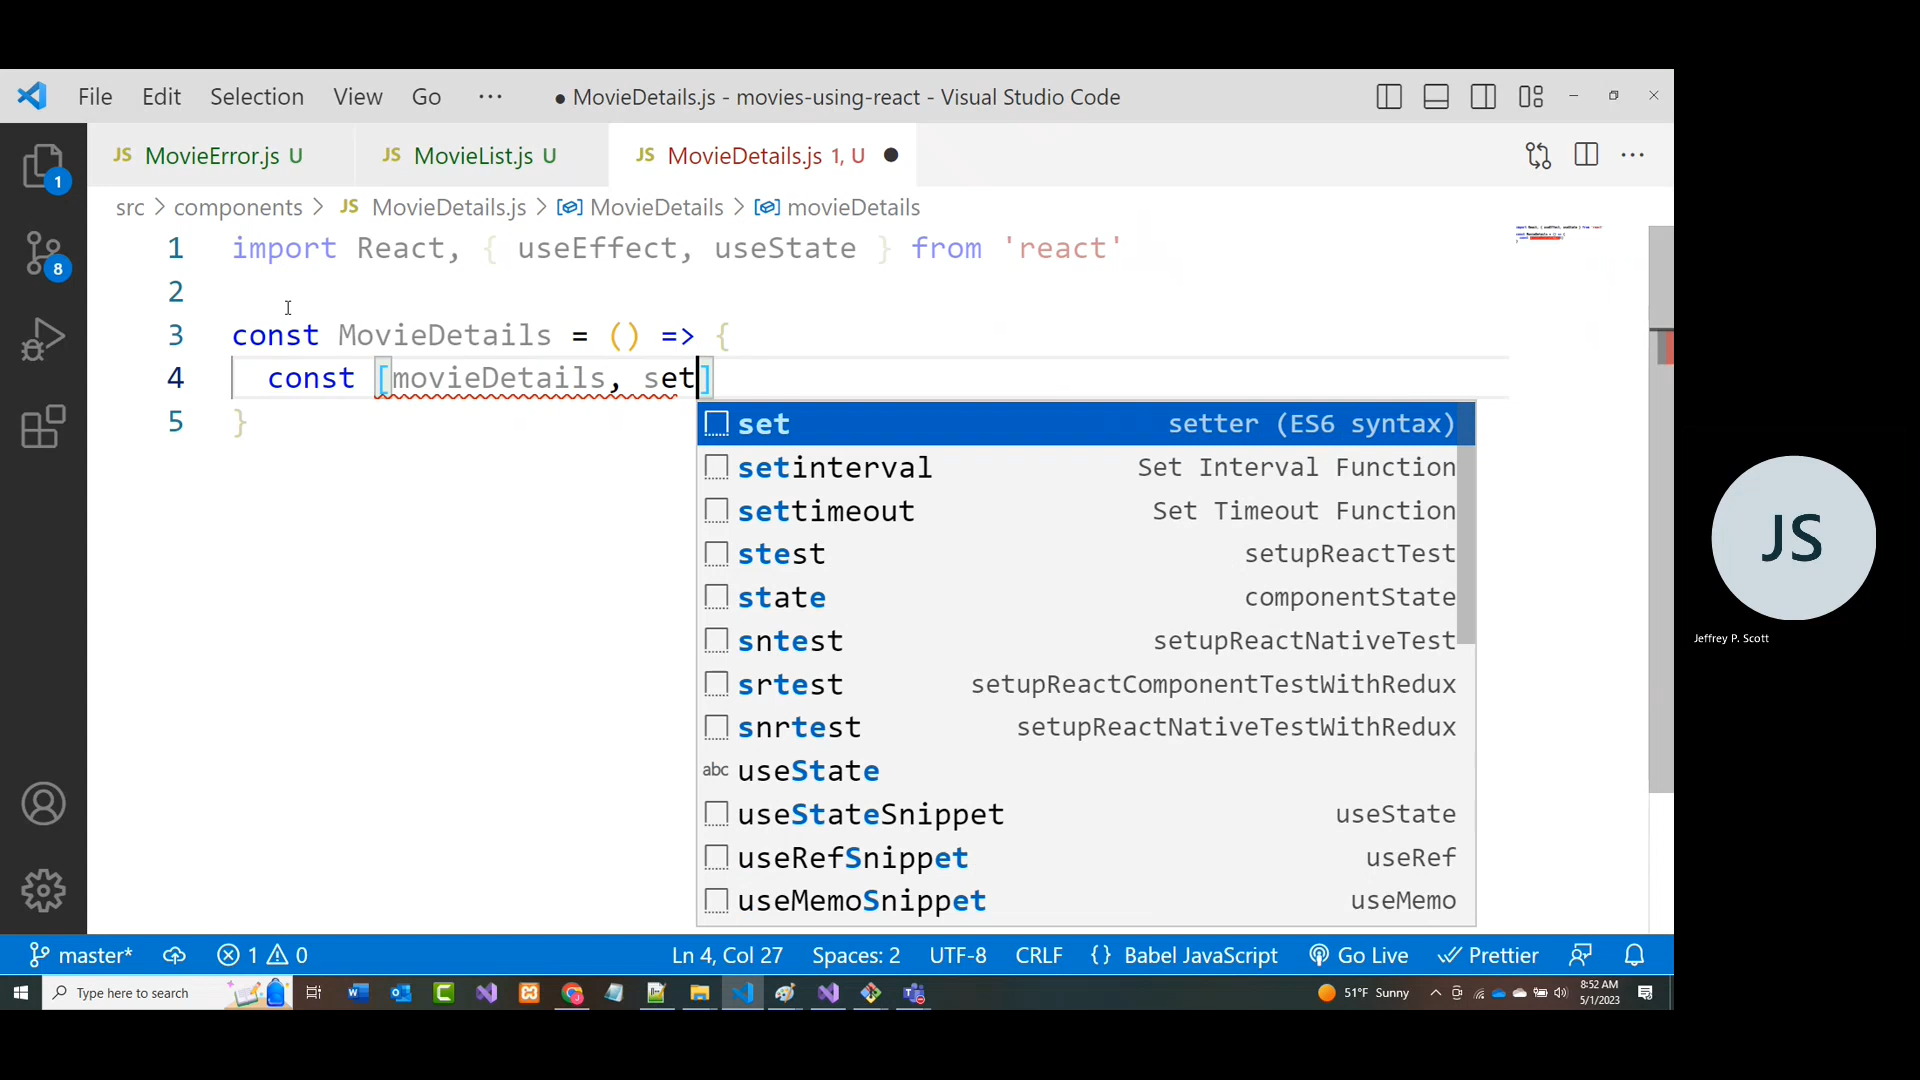 File Edit Selection View Go ··· ● MovieDetails.js - movies-using-react - Visual Studio Code
JS MovieError.js U JS MovieList.js U JS MovieDetails.js 1, U ●
src > components > JS MovieDetails.js > MovieDetails > movieDetails
1 import React, { useEffect, useState } from 'react'
2
3 const MovieDetails = () => {
4 const [movieDetails, set]
5 }
set setter (ES6 syntax)
setinterval Set Interval Function
settimeout Set Timeout Function
stest setupReactTest
state componentState
sntest setupReactNativeTest
srtest setupReactComponentTestWithRedux
snrtest setupReactNativeTestWithRedux
abc useState
useStateSnippet useState
useRefSnippet useRef
useMemoSnippet useMemo
1
8
JS
Jeffrey P. Scott
master* 1 0 Ln 4, Col 27 Spaces: 2 UTF-8 CRLF {} Babel JavaScript Go Live Prettier
Type here to search 51°F Sunny 8:52 AM
5/1/2023